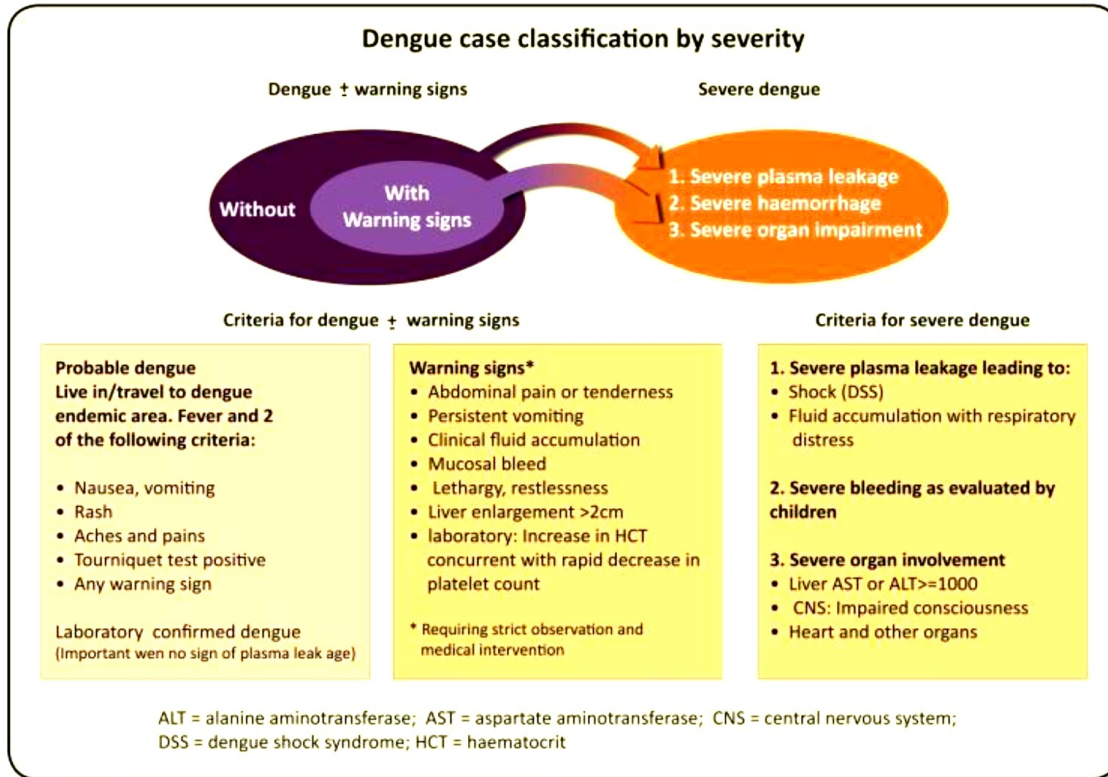 Dengue case classification by severity
Dengue ± warning signs
Severe dengue
Without
With
Warning signs
1. Severe plasma leakage
2. Severe haemorrhage
3. Severe organ impairment
Criteria for dengue ± warning signs
Criteria for severe dengue
Probable dengue
Live in/travel to dengue
endemic area. Fever and 2
of the following criteria:
• Nausea, vomiting
• Rash
• Aches and pains
• Tourniquet test positive
• Any warning sign
Laboratory confirmed dengue
(Important wen no sign of plasma leak age)
Warning signs*
• Abdominal pain or tenderness
• Persistent vomiting
• Clinical fluid accumulation
• Mucosal bleed
• Lethargy, restlessness
• Liver enlargement >2cm
• laboratory: Increase in HCT
concurrent with rapid decrease in
platelet count
* Requiring strict observation and
medical intervention
1. Severe plasma leakage leading to:
• Shock (DSS)
• Fluid accumulation with respiratory
distress
2. Severe bleeding as evaluated by
children
3. Severe organ involvement
• Liver AST or ALT>=1000
• CNS: Impaired consciousness
• Heart and other organs
ALT = alanine aminotransferase; AST = aspartate aminotransferase; CNS = central nervous system;
DSS = dengue shock syndrome; HCT = haematocrit